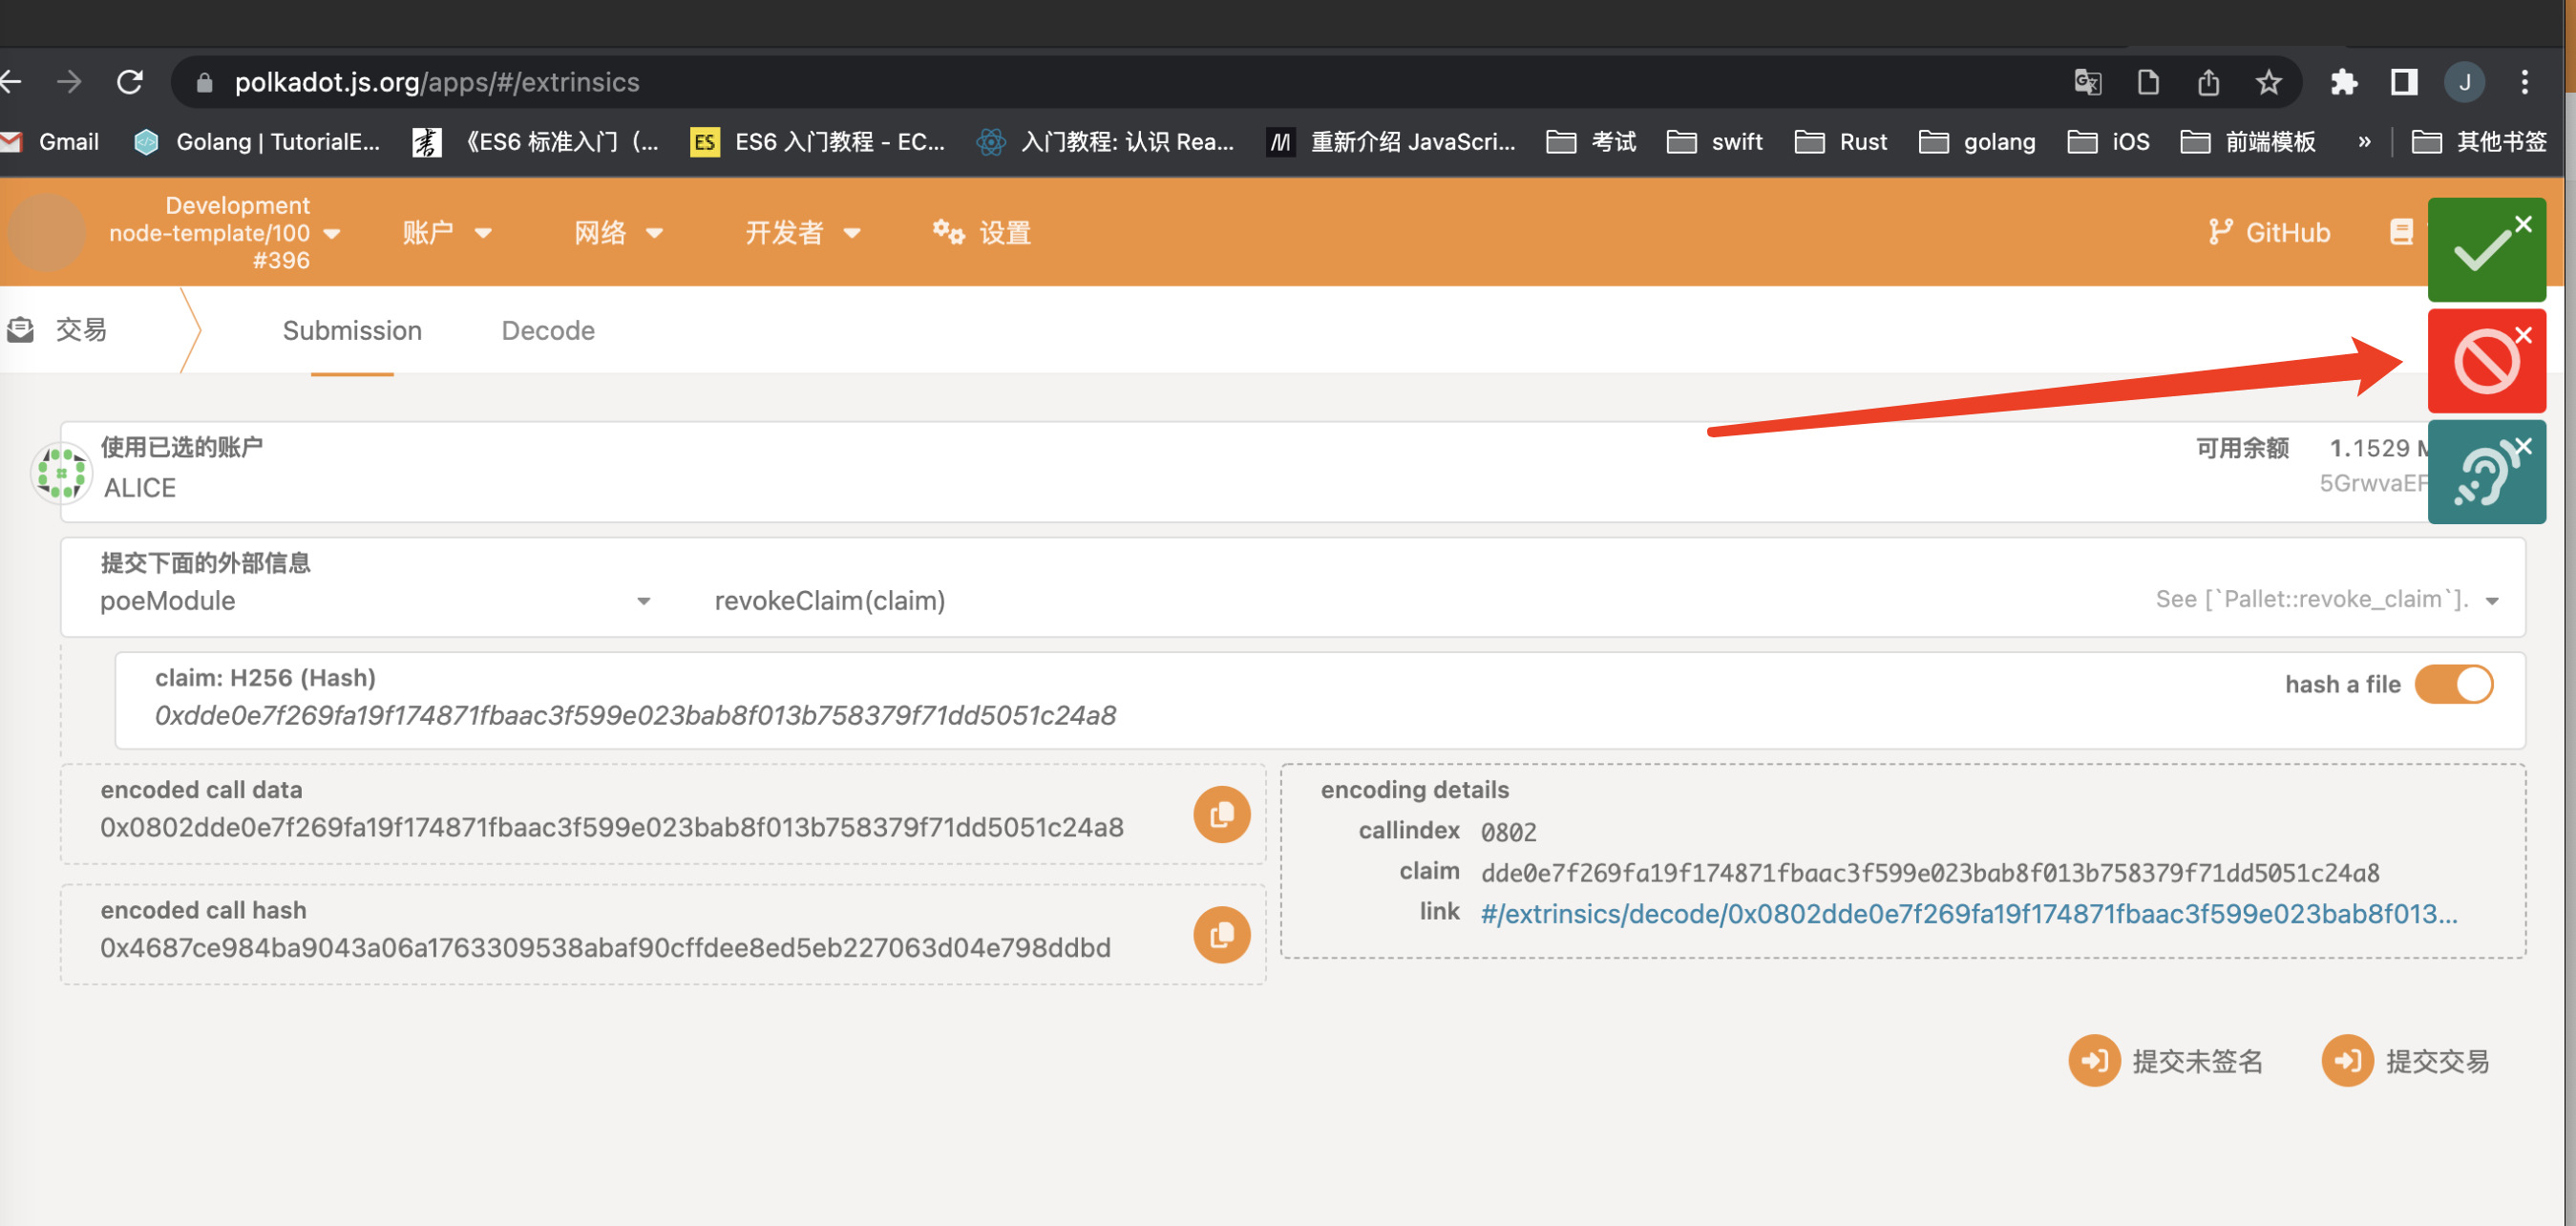 polkadot.js.org/apps/#/extrinsics
J
Gmail
Golang | TutorialE...
《ES6 标准入门（...
ES
ES6 入门教程 - EC...
入门教程: 认识 Rea...
M
重新介绍 JavaScri...
考试
swift
Rust
golang
iOS
前端模板
»
其他书签
Development
node-template/100
#396
账户
网络
开发者
设置
GitHub
交易
Submission
Decode
使用已选的账户
ALICE
可用余额 1.1529 M
5GrwvaEF
提交下面的外部信息
poeModule
revokeClaim(claim)
See [`Pallet::revoke_claim`].
claim: H256 (Hash)
0xdde0e7f269fa19f174871fbaac3f599e023bab8f013b758379f71dd5051c24a8
hash a file
encoded call data
0x0802dde0e7f269fa19f174871fbaac3f599e023bab8f013b758379f71dd5051c24a8
encoded call hash
0x4687ce984ba9043a06a1763309538abaf90cffdee8ed5eb227063d04e798ddbd
encoding details
callindex 0802
claim dde0e7f269fa19f174871fbaac3f599e023bab8f013b758379f71dd5051c24a8
link #/extrinsics/decode/0x0802dde0e7f269fa19f174871fbaac3f599e023bab8f013...
提交未签名
提交交易